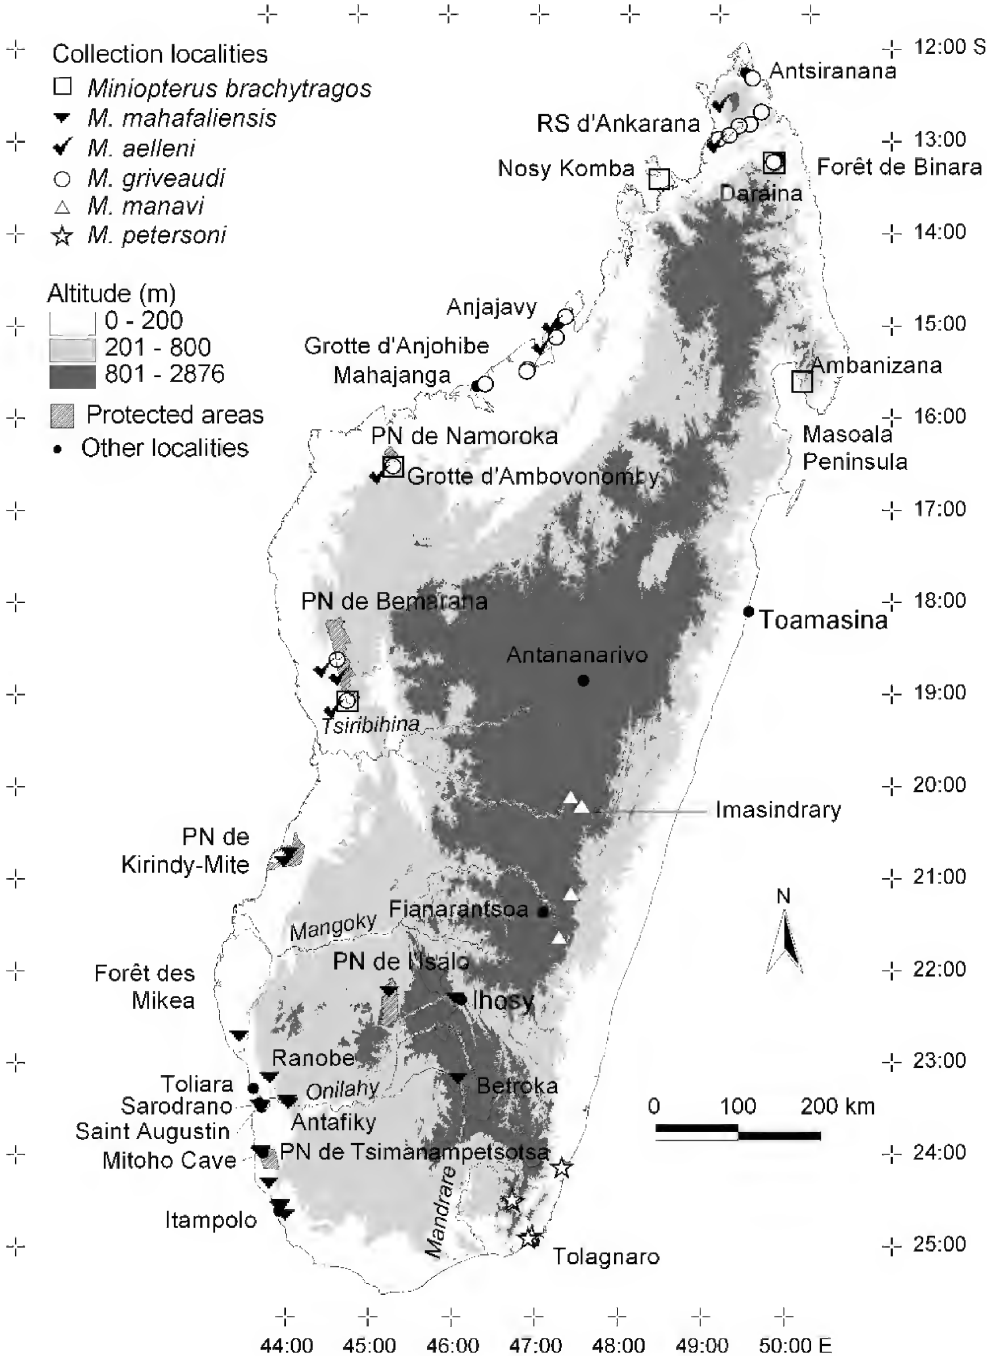 Collection localities
Miniopterus brachytragos
M. mahafaliensis
M. aelleni
M. griveaudi
M. manavi
M. petersoni
Altitude (m)
0 - 200
201 - 800
801 - 2876
Protected areas
Other localities
12:00 S
Antsiranana
RS d'Ankarana
13:00
Nosy Komba
Forêt de Binara
Daraina
14:00
Anjajavy
15:00
Grotte d'Anjohibe
Mahajanga
Ambanizana
16:00
PN de Namoroka
Masoala
Peninsula
Grotte d'Ambovonomby
17:00
PN de Bemarana
18:00
Toamasina
Antananarivo
19:00
Tsiribihina
20:00
Imasindrary
PN de
Kirindy-Mite
21:00
Fianarantsoa
Mangoky
N
PN de l'Isalo
22:00
Forêt des
Mikea
Ihosy
Ranobe
23:00
Toliara
Onilahy
Betroka
Sarodrano
0 100 200 km
Saint Augustin
Antafiky
Mitoho Cave
PN de Tsimanampetsotsa
24:00
Mandrare
Itampolo
25:00
Tolagnaro
44:00 45:00 46:00 47:00 48:00 49:00 50:00 E